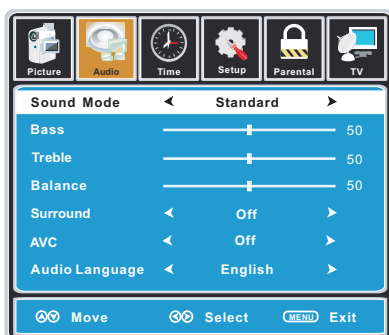 Picture Audio Time Setup Parental TV
Sound Mode Standard
Bass 50
Treble 50
Balance 50
Surround Off
AVC Off
Audio Language English
Move Select MENU Exit